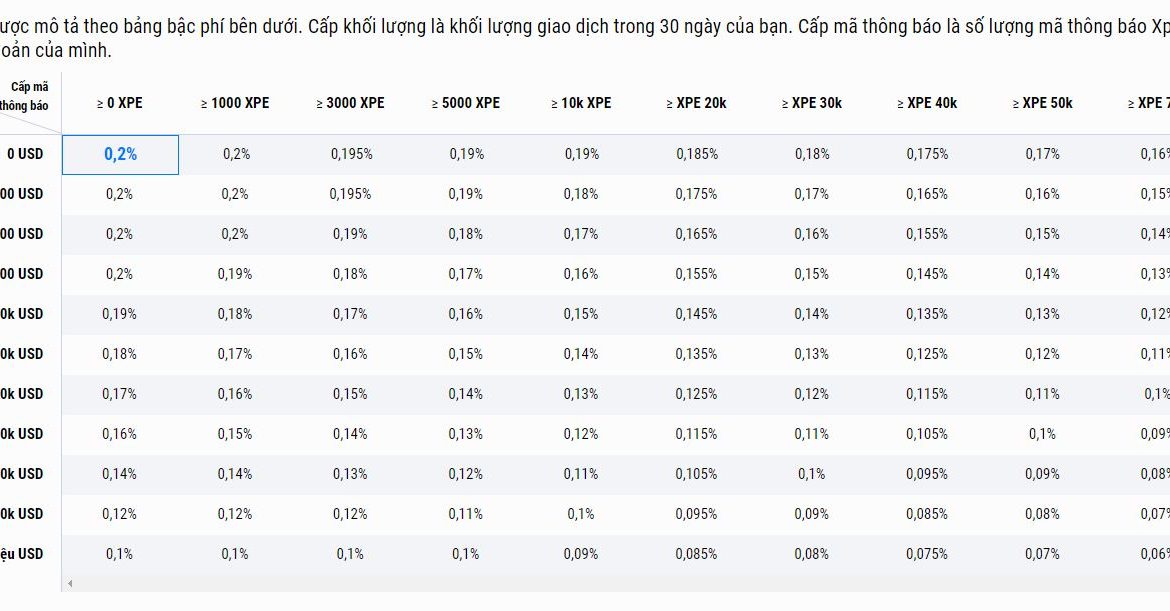 ược mô tả theo bảng bậc phí bên dưới. Cấp khối lượng là khối lượng giao dịch trong 30 ngày của bạn. Cấp mã thông báo là số lượng mã thông báo Xp
oản của mình.
Cấp mã
thông báo ≥ 0 XPE ≥ 1000 XPE ≥ 3000 XPE ≥ 5000 XPE ≥ 10k XPE ≥ XPE 20k ≥ XPE 30k ≥ XPE 40k ≥ XPE 50k ≥ XPE 7
0 USD 0,2% 0,2% 0,195% 0,19% 0,19% 0,185% 0,18% 0,175% 0,17% 0,16%
00 USD 0,2% 0,2% 0,195% 0,19% 0,18% 0,175% 0,17% 0,165% 0,16% 0,15%
00 USD 0,2% 0,2% 0,19% 0,18% 0,17% 0,165% 0,16% 0,155% 0,15% 0,14%
00 USD 0,2% 0,19% 0,18% 0,17% 0,16% 0,155% 0,15% 0,145% 0,14% 0,13%
0k USD 0,19% 0,18% 0,17% 0,16% 0,15% 0,145% 0,14% 0,135% 0,13% 0,12%
0k USD 0,18% 0,17% 0,16% 0,15% 0,14% 0,135% 0,13% 0,125% 0,12% 0,11%
0k USD 0,17% 0,16% 0,15% 0,14% 0,13% 0,125% 0,12% 0,115% 0,11% 0,1%
0k USD 0,16% 0,15% 0,14% 0,13% 0,12% 0,115% 0,11% 0,105% 0,1% 0,09%
0k USD 0,14% 0,14% 0,13% 0,12% 0,11% 0,105% 0,1% 0,095% 0,09% 0,08%
0k USD 0,12% 0,12% 0,12% 0,11% 0,1% 0,095% 0,09% 0,085% 0,08% 0,07%
ệu USD 0,1% 0,1% 0,1% 0,1% 0,09% 0,085% 0,08% 0,075% 0,07% 0,06%